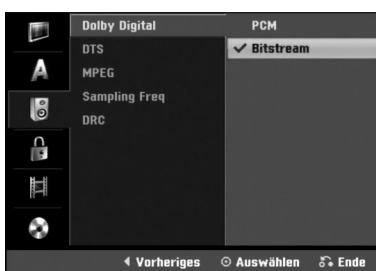 Dolby Digital PCM
DTS ✓ Bitstream
MPEG
A
Sampling Freq
DRC
Vorheriges Auswählen Ende